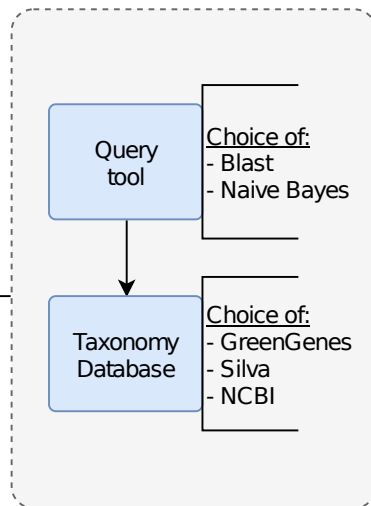 Query
tool
Choice of:
- Blast
- Naive Bayes
Taxonomy
Database
Choice of:
- GreenGenes
- Silva
- NCBI